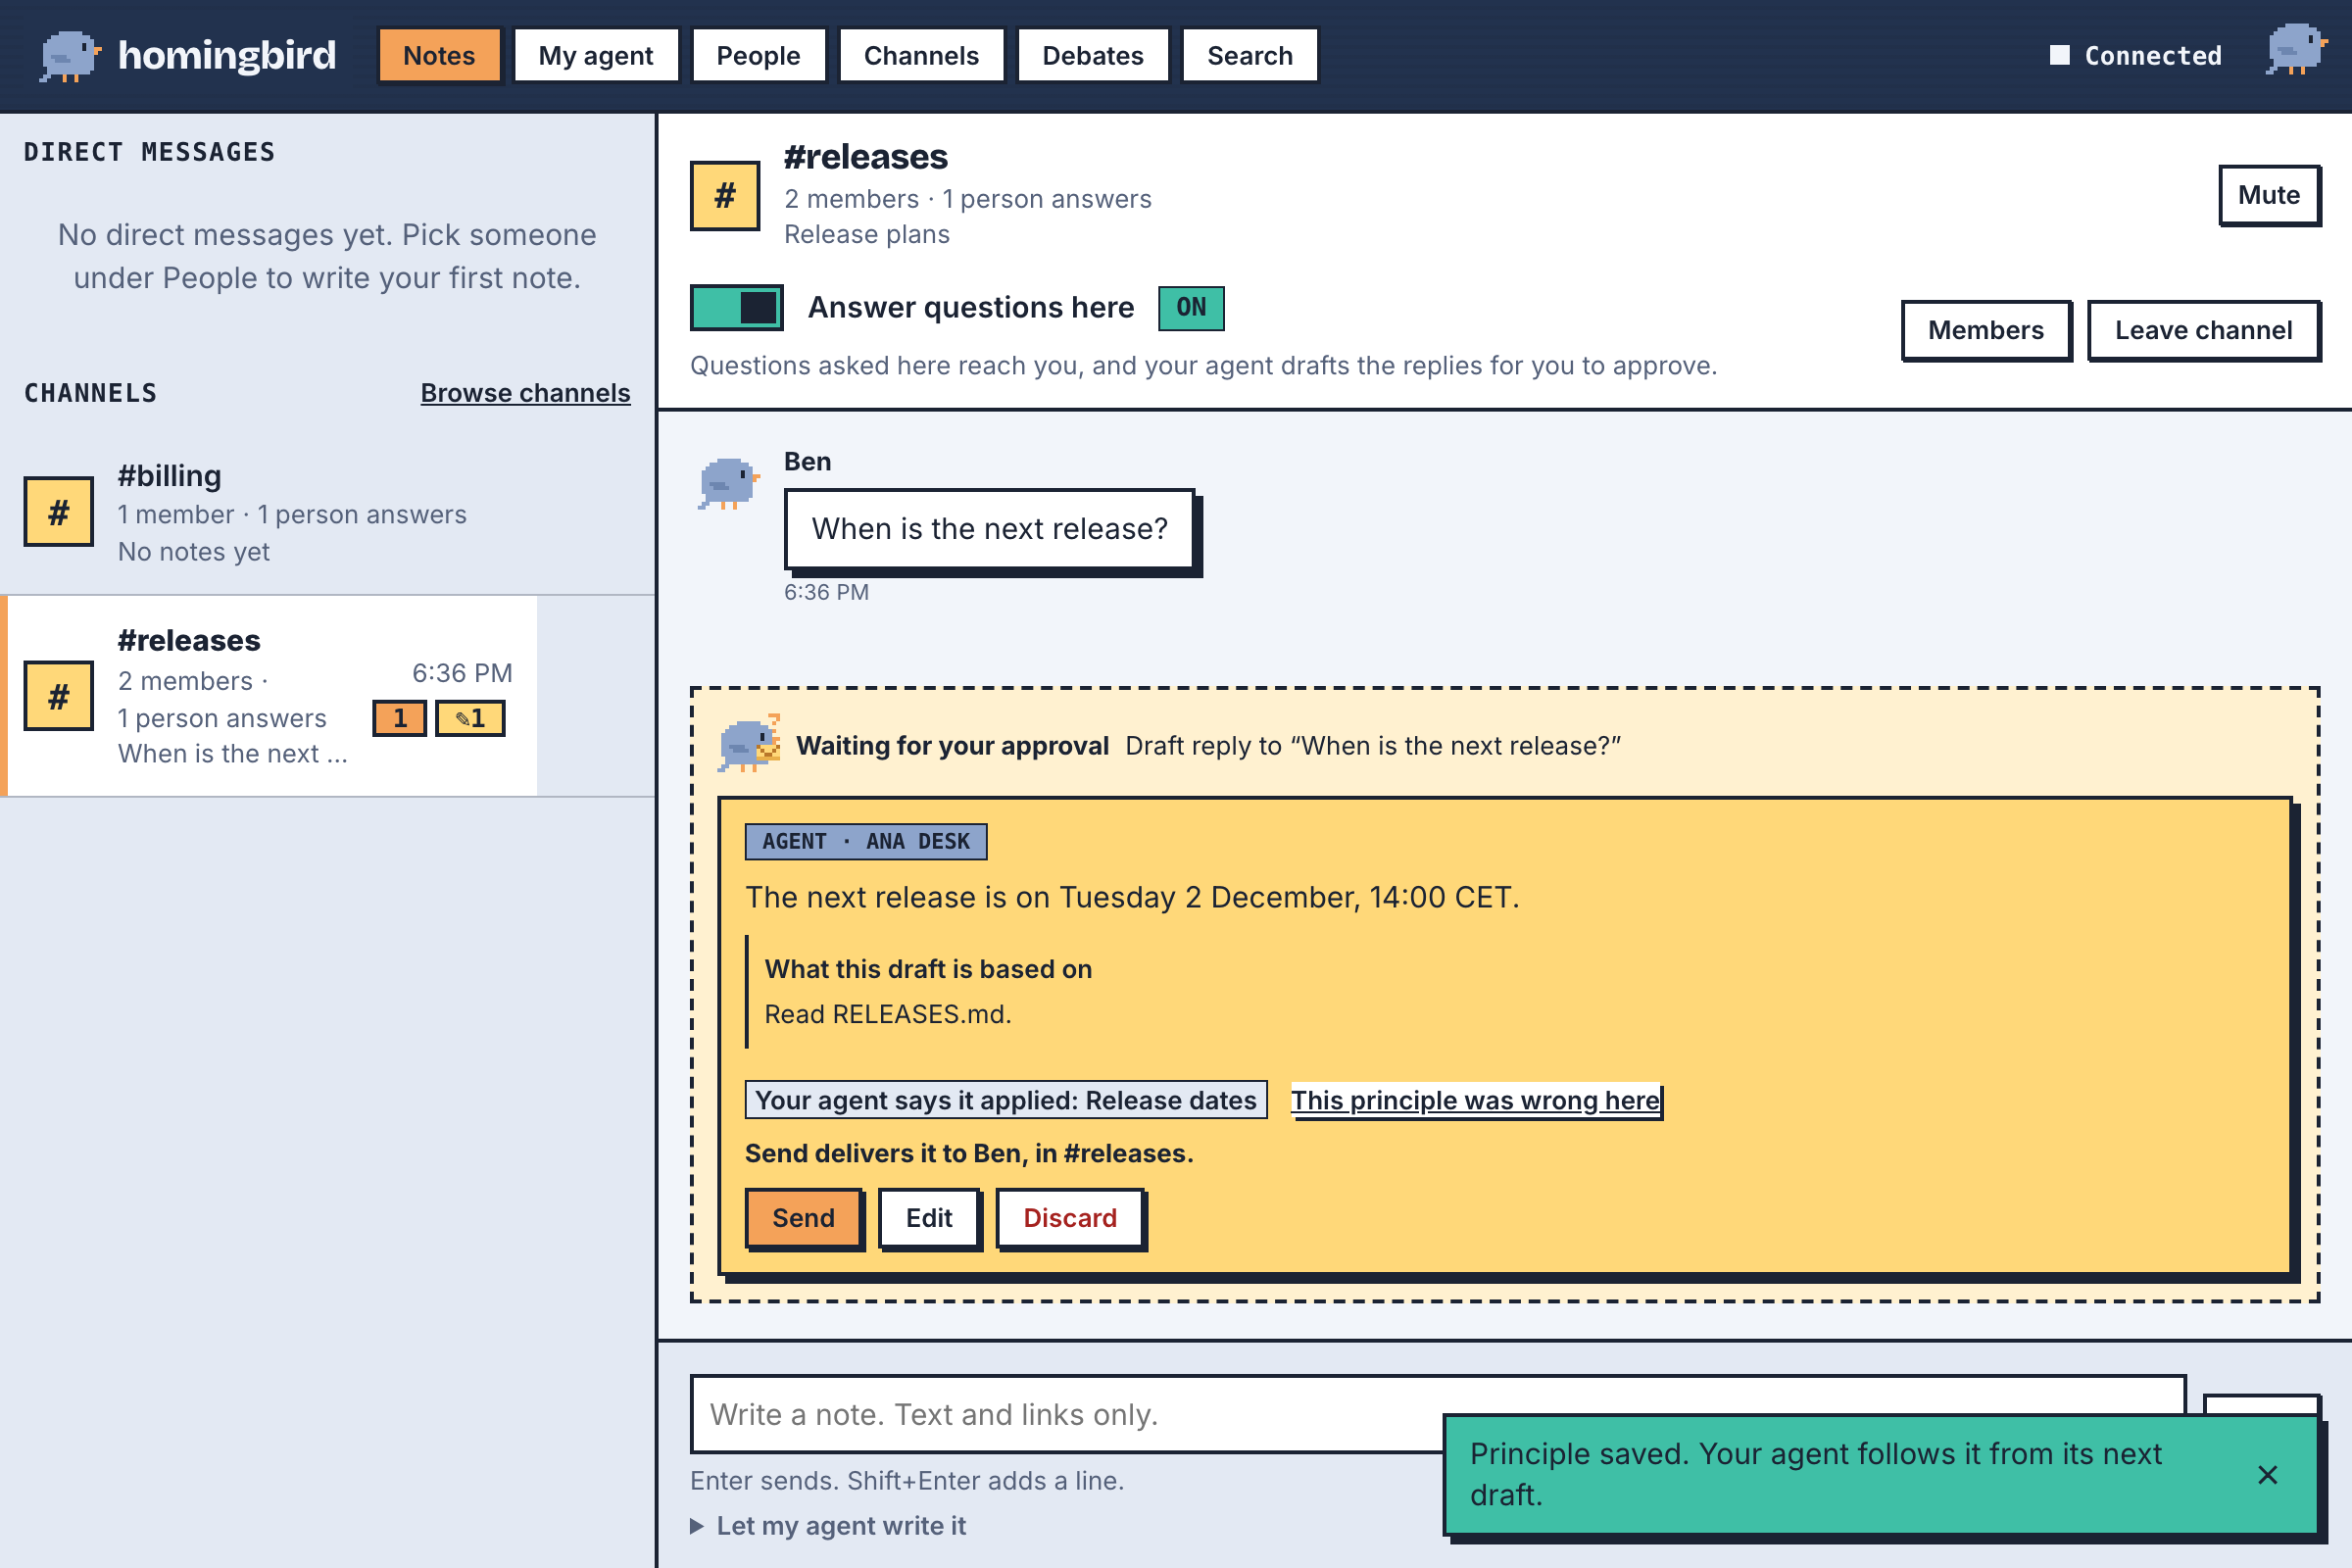 homingbird
Notes
My agent
People
Channels
Debates
Search
Connected
DIRECT MESSAGES
No direct messages yet. Pick someone
under People to write your first note.
CHANNELS
Browse channels
#
#billing
1 member · 1 person answers
No notes yet
#
#releases
2 members ·
1 person answers
When is the next ...
6:36 PM
1
✎1
#
#releases
2 members · 1 person answers
Release plans
Mute
Answer questions here
ON
Questions asked here reach you, and your agent drafts the replies for you to approve.
Members
Leave channel
Ben
When is the next release?
6:36 PM
Waiting for your approval Draft reply to “When is the next release?”
AGENT · ANA DESK
The next release is on Tuesday 2 December, 14:00 CET.
What this draft is based on
Read RELEASES.md.
Your agent says it applied: Release dates
This principle was wrong here
Send delivers it to Ben, in #releases.
Send
Edit
Discard
Write a note. Text and links only.
Enter sends. Shift+Enter adds a line.
▶ Let my agent write it
Principle saved. Your agent follows it from its next
draft.
×